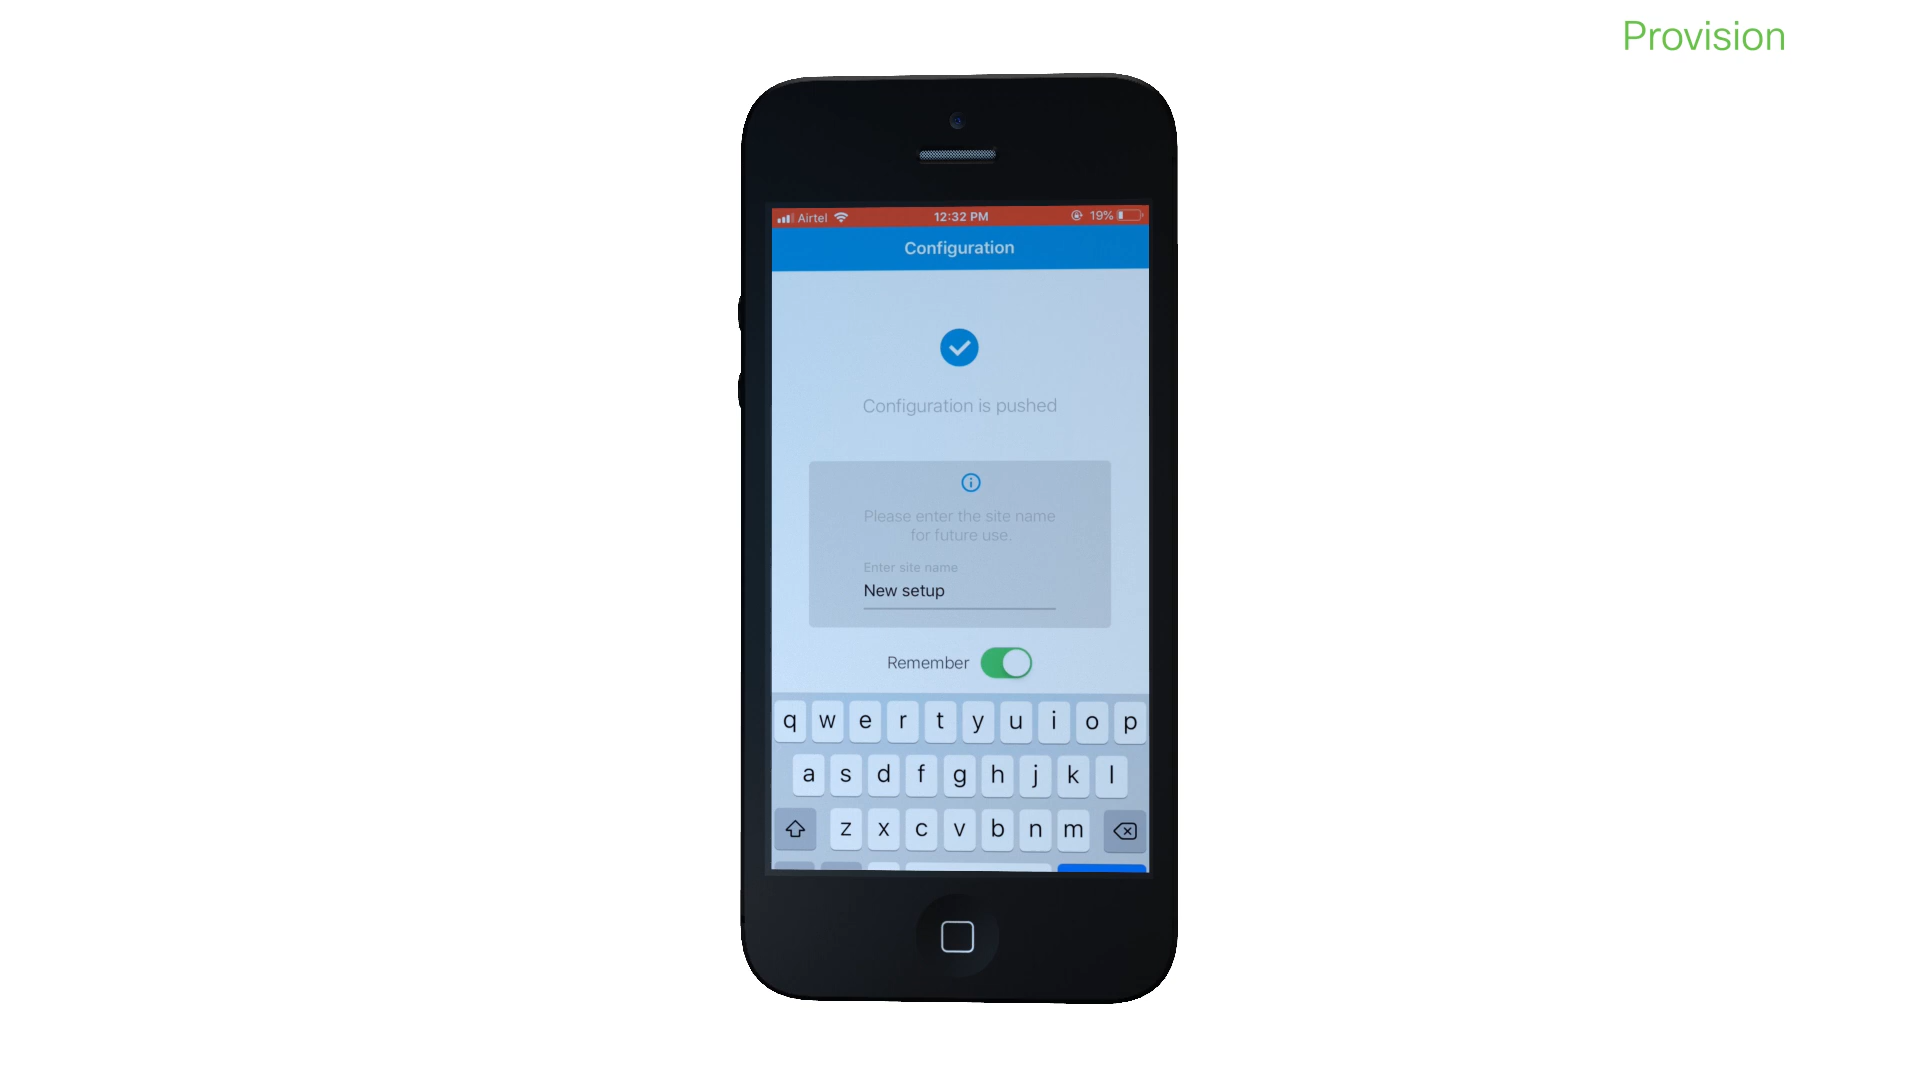 Provision
Airtel 12:32 PM 19%
Configuration
Configuration is pushed
Please enter the site name
for future use.
Enter site name
New setup
Remember
q w e r t y u i o p
a s d f g h j k l
z x c v b n m